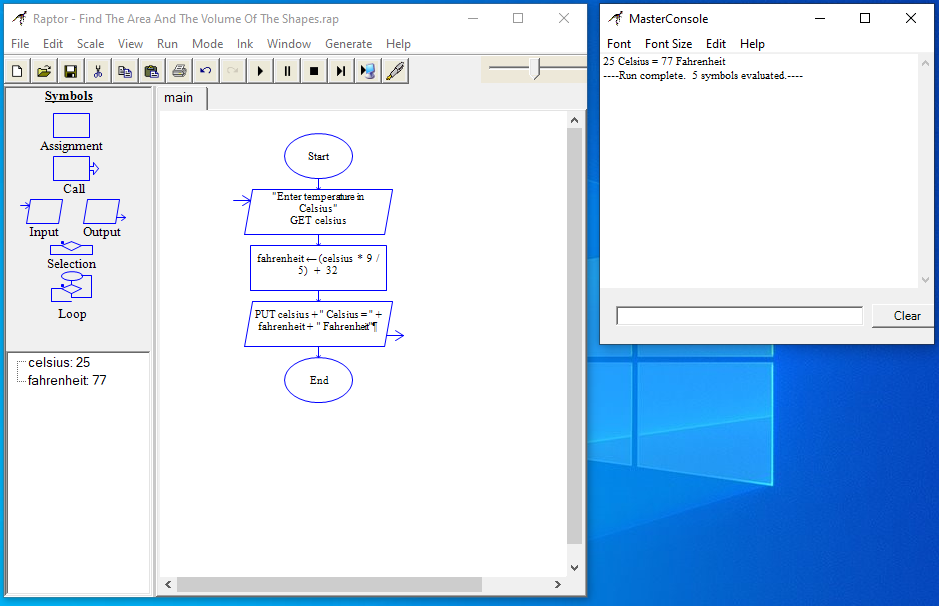 Raptor - Find The Area And The Volume Of The Shapes.rap
File Edit Scale View Run Mode Ink Window Generate Help
Symbols
Assignment
Call
Input Output
Selection
Loop
celsius: 25
fahrenheit: 77
main
Start
"Enter temperature in
Celsius"
GET celsius
fahrenheit ← (celsius * 9 /
5) + 32
PUT celsius + " Celsius = " +
fahrenheit + " Fahrenheit"¶
End
MasterConsole
Font Font Size Edit Help
25 Celsius = 77 Fahrenheit
----Run complete. 5 symbols evaluated.----
Clear